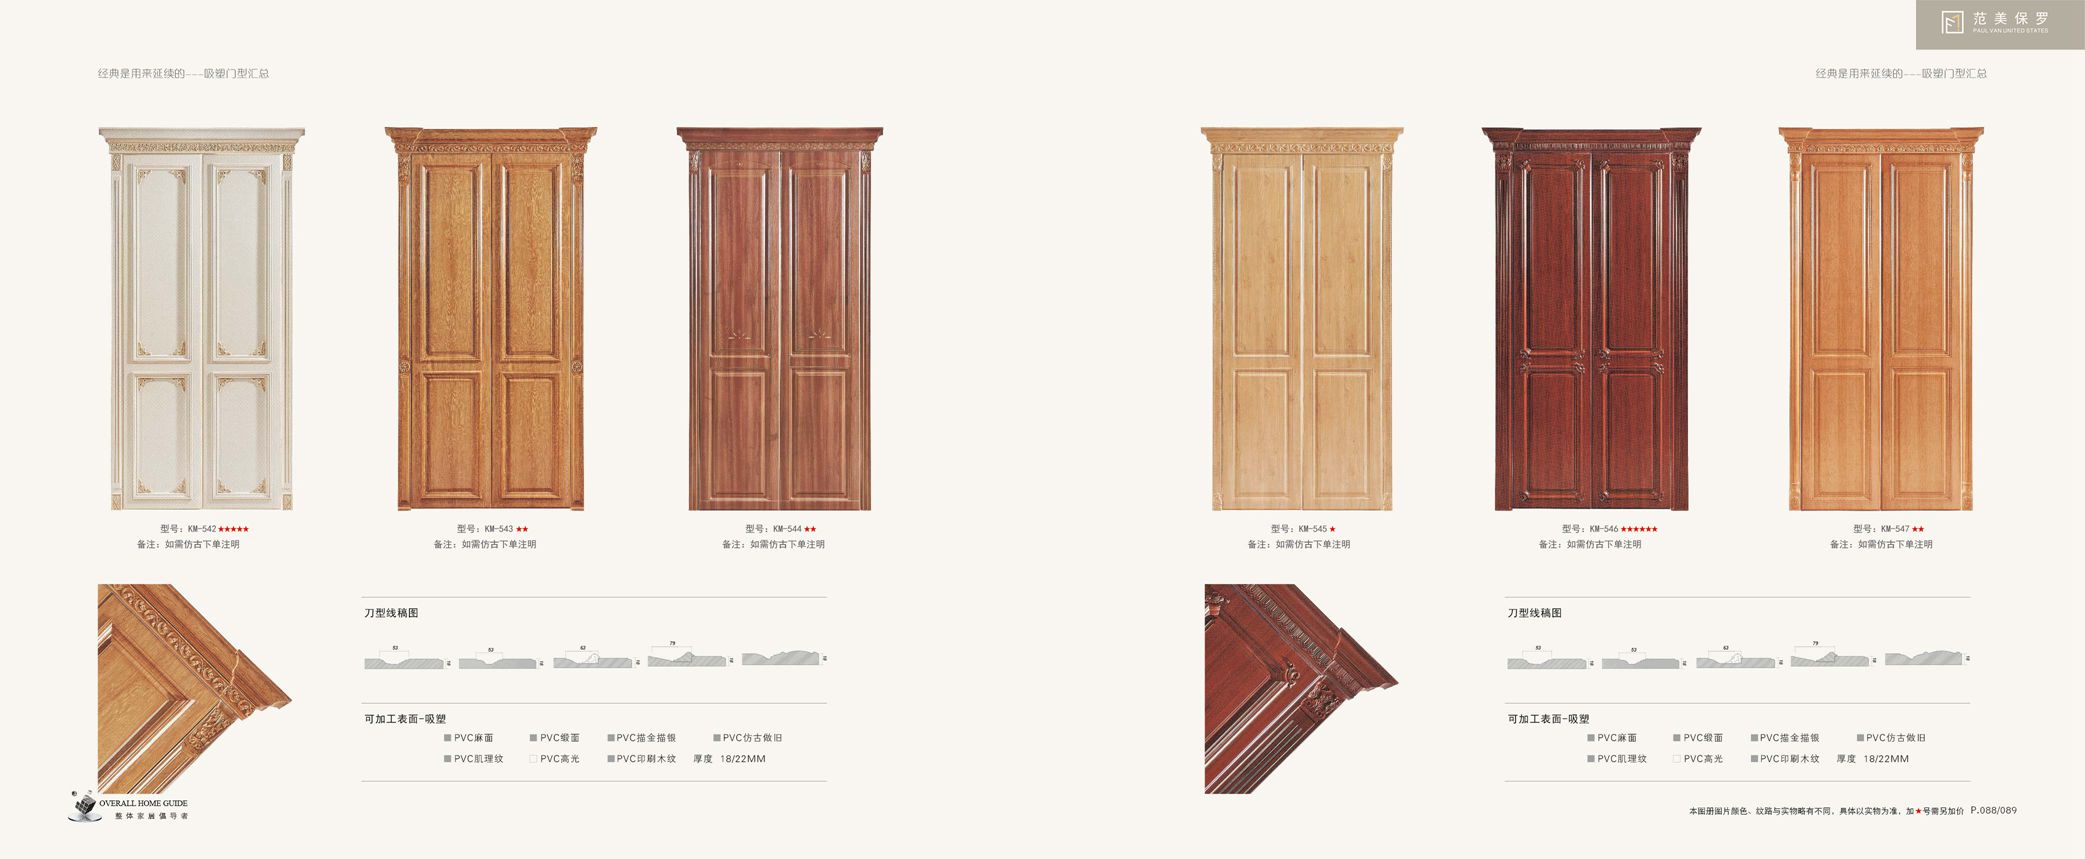 范美保罗
PAUL VAN UNITED STATES
经典是用来延续的---吸塑门型汇总
经典是用来延续的---吸塑门型汇总
型号：KM-542 ★★★★★
备注：如需仿古下单注明
型号：KM-543 ★★
备注：如需仿古下单注明
型号：KM-544 ★★
备注：如需仿古下单注明
型号：KM-545 ★
备注：如需仿古下单注明
型号：KM-546 ★★★★★★
备注：如需仿古下单注明
型号：KM-547 ★★
备注：如需仿古下单注明
刀型线稿图
53 53 63 79
可加工表面-吸塑
■ PVC麻面 ■ PVC缎面 ■ PVC描金描银 ■ PVC仿古做旧
■ PVC肌理纹 □ PVC高光 ■ PVC印刷木纹 厚度 18/22MM
OVERALL HOME GUIDE
整体家居倡导者
刀型线稿图
53 53 63 79
可加工表面-吸塑
■ PVC麻面 ■ PVC缎面 ■ PVC描金描银 ■ PVC仿古做旧
■ PVC肌理纹 □ PVC高光 ■ PVC印刷木纹 厚度 18/22MM
本图册图片颜色、纹路与实物略有不同，具体以实物为准，加★号需另加价 P.088/089